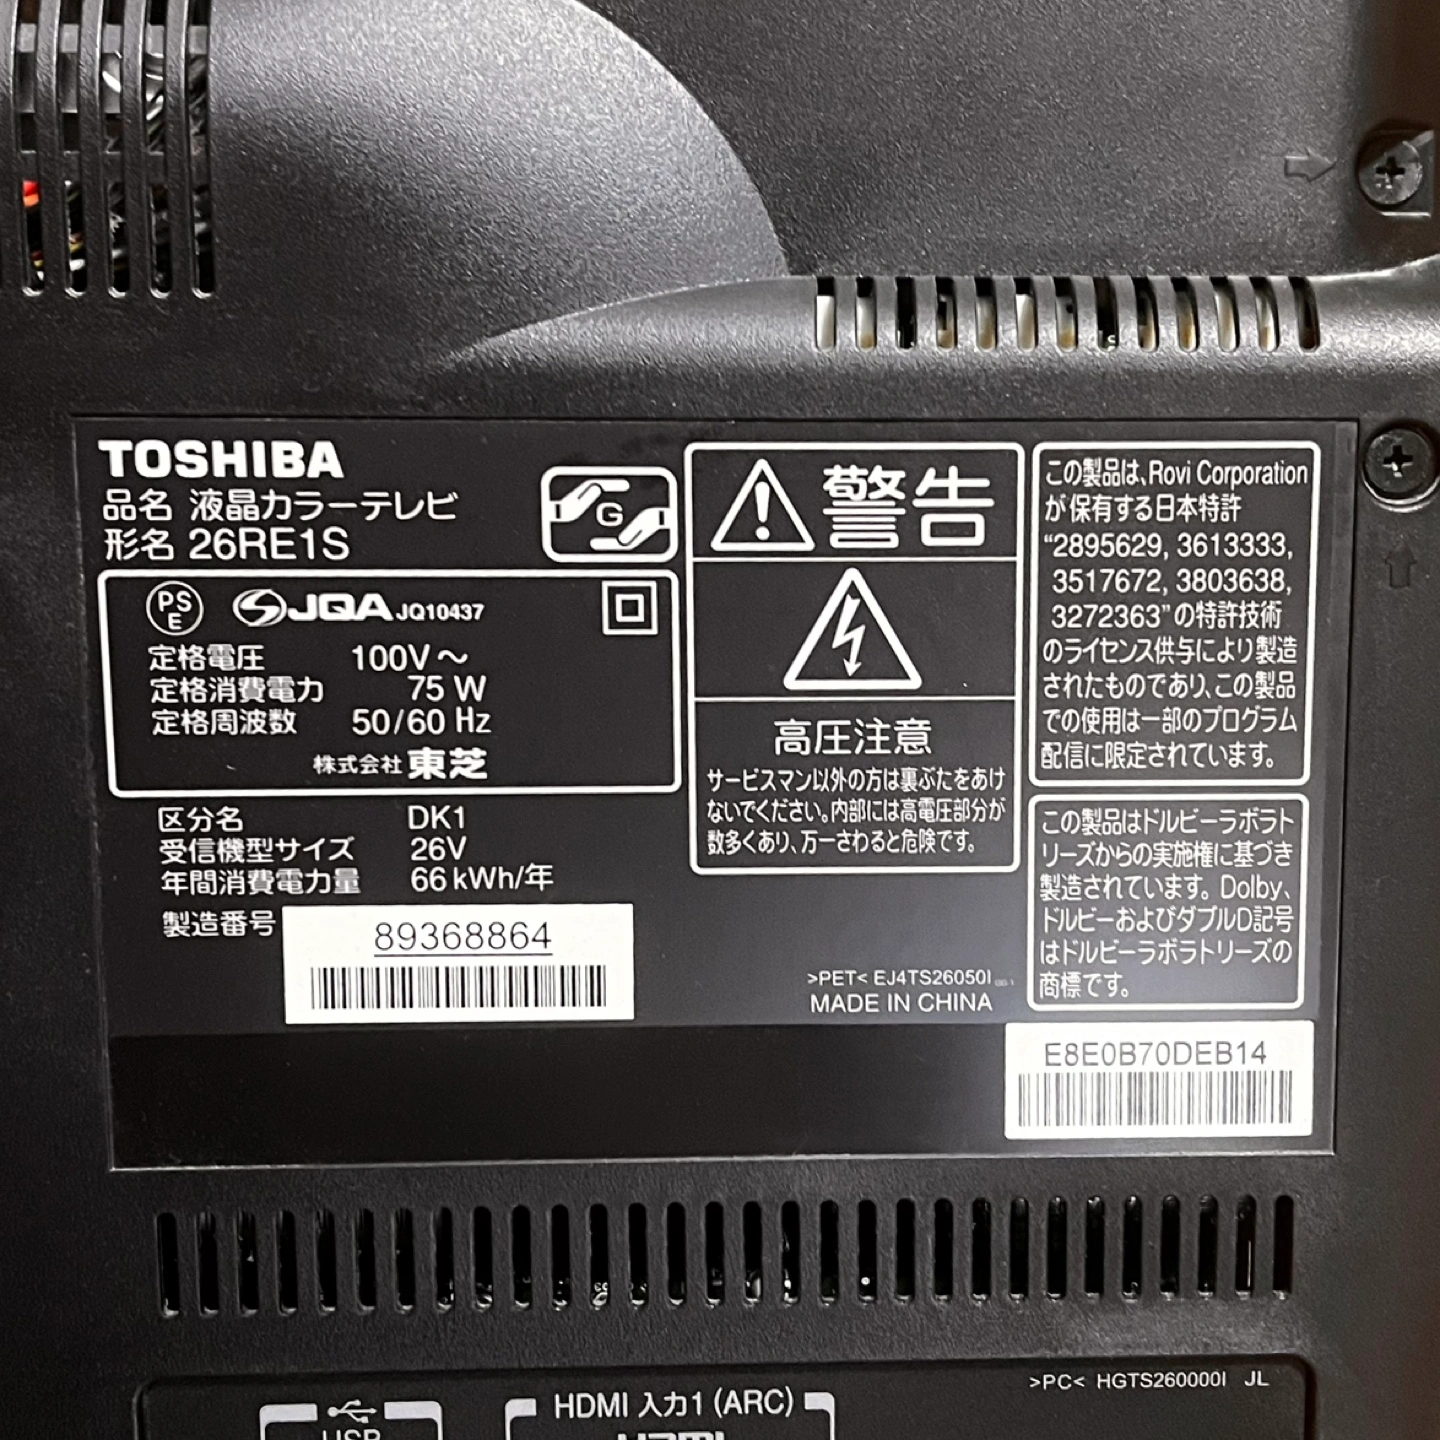 TOSHIBA
品名 液晶カラーテレビ
形名 26RE1S
G
PS
E
JQA JQ10437
定格電圧 100V～
定格消費電力 75 W
定格周波数 50/60 Hz
株式会社 東芝
区分名 DK1
受信機型サイズ 26V
年間消費電力量 66 kWh/年
製造番号 89368864
警告
高圧注意
サービスマン以外の方は裏ぶたをあけ
ないでください。内部には高電圧部分が
数多くあり、万一さわると危険です。
>PET< EJ4TS26050I
MADE IN CHINA
この製品は、Rovi Corporation
が保有する日本特許
“2895629, 3613333,
3517672, 3803638,
3272363”の特許技術
のライセンス供与により製造
されたものであり、この製品
での使用は一部のプログラム
配信に限定されています。
この製品はドルビーラボラト
リーズからの実施権に基づき
製造されています。Dolby、
ドルビーおよびダブルD記号
はドルビーラボラトリーズの
商標です。
E8E0B70DEB14
>PC< HGTS260000I JL
USB
HDMI 入力1 (ARC)
HDMI